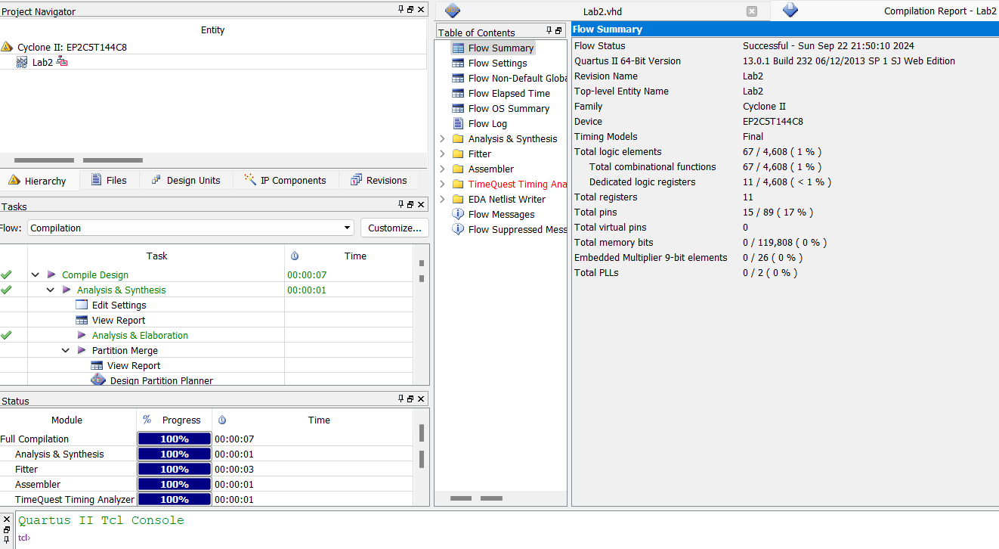 Project Navigator
Entity
Cyclone II: EP2C5T144C8
Lab2
Hierarchy
Files
Design Units
IP Components
Revisions
Tasks
Flow:
Compilation
Customize...
Task
Time
Compile Design
00:00:07
Analysis & Synthesis
00:00:01
Edit Settings
View Report
Analysis & Elaboration
Partition Merge
View Report
Design Partition Planner
Status
Module
% Progress
Time
Full Compilation
100%
00:00:07
Analysis & Synthesis
100%
00:00:01
Fitter
100%
00:00:03
Assembler
100%
00:00:01
TimeQuest Timing Analyzer
100%
00:00:01
Lab2.vhd
Compilation Report - Lab2
Table of Contents
Flow Summary
Flow Settings
Flow Non-Default Globa
Flow Elapsed Time
Flow OS Summary
Flow Log
Analysis & Synthesis
Fitter
Assembler
TimeQuest Timing Ana
EDA Netlist Writer
Flow Messages
Flow Suppressed Mess
Flow Summary
Flow Status Successful - Sun Sep 22 21:50:10 2024
Quartus II 64-Bit Version 13.0.1 Build 232 06/12/2013 SP 1 SJ Web Edition
Revision Name Lab2
Top-level Entity Name Lab2
Family Cyclone II
Device EP2C5T144C8
Timing Models Final
Total logic elements 67 / 4,608 ( 1 % )
Total combinational functions 67 / 4,608 ( 1 % )
Dedicated logic registers 11 / 4,608 ( < 1 % )
Total registers 11
Total pins 15 / 89 ( 17 % )
Total virtual pins 0
Total memory bits 0 / 119,808 ( 0 % )
Embedded Multiplier 9-bit elements 0 / 26 ( 0 % )
Total PLLs 0 / 2 ( 0 % )
Quartus II Tcl Console
tcl>